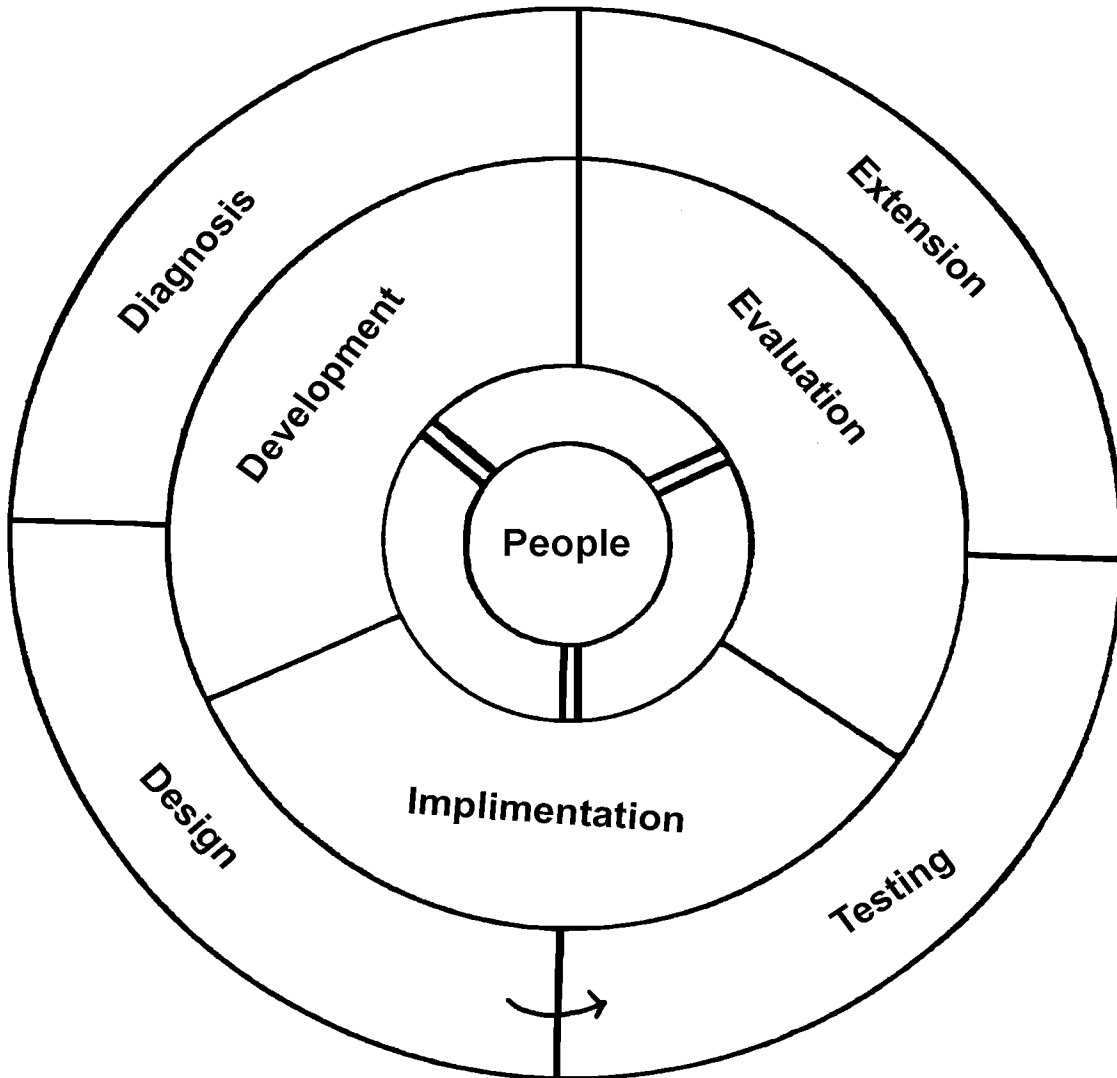 Diagnosis
Extension
Development
Evaluation
People
Implimentation
Design
Testing